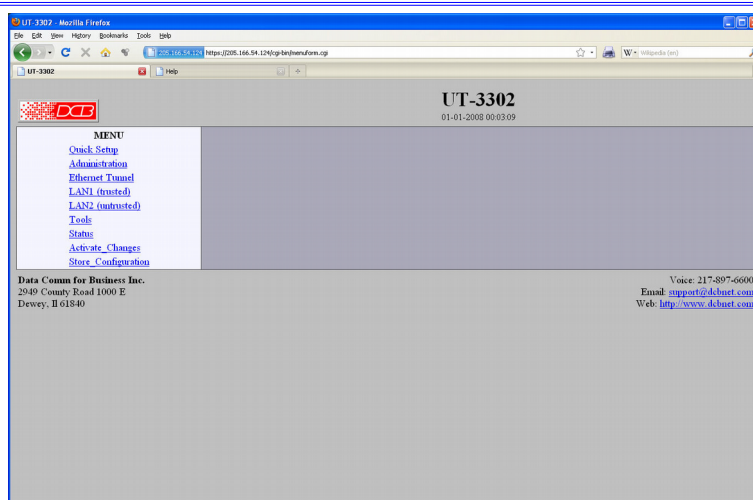 UT-3302 - Mozilla Firefox
File Edit View History Bookmarks Tools Help
205.166.54.124 https://205.166.54.124/cgi-bin/menuform.cgi
W Wikipedia (en)
UT-3302 Help
DCB
UT-3302
01-01-2008 00:03:09
MENU
Quick Setup
Administration
Ethernet Tunnel
LAN1 (trusted)
LAN2 (untrusted)
Tools
Status
Activate_Changes
Store_Configuration
Data Comm for Business Inc.
2949 County Road 1000 E
Dewey, Il 61840
Voice: 217-897-6600
Email: support@dcbnet.com
Web: http://www.dcbnet.com